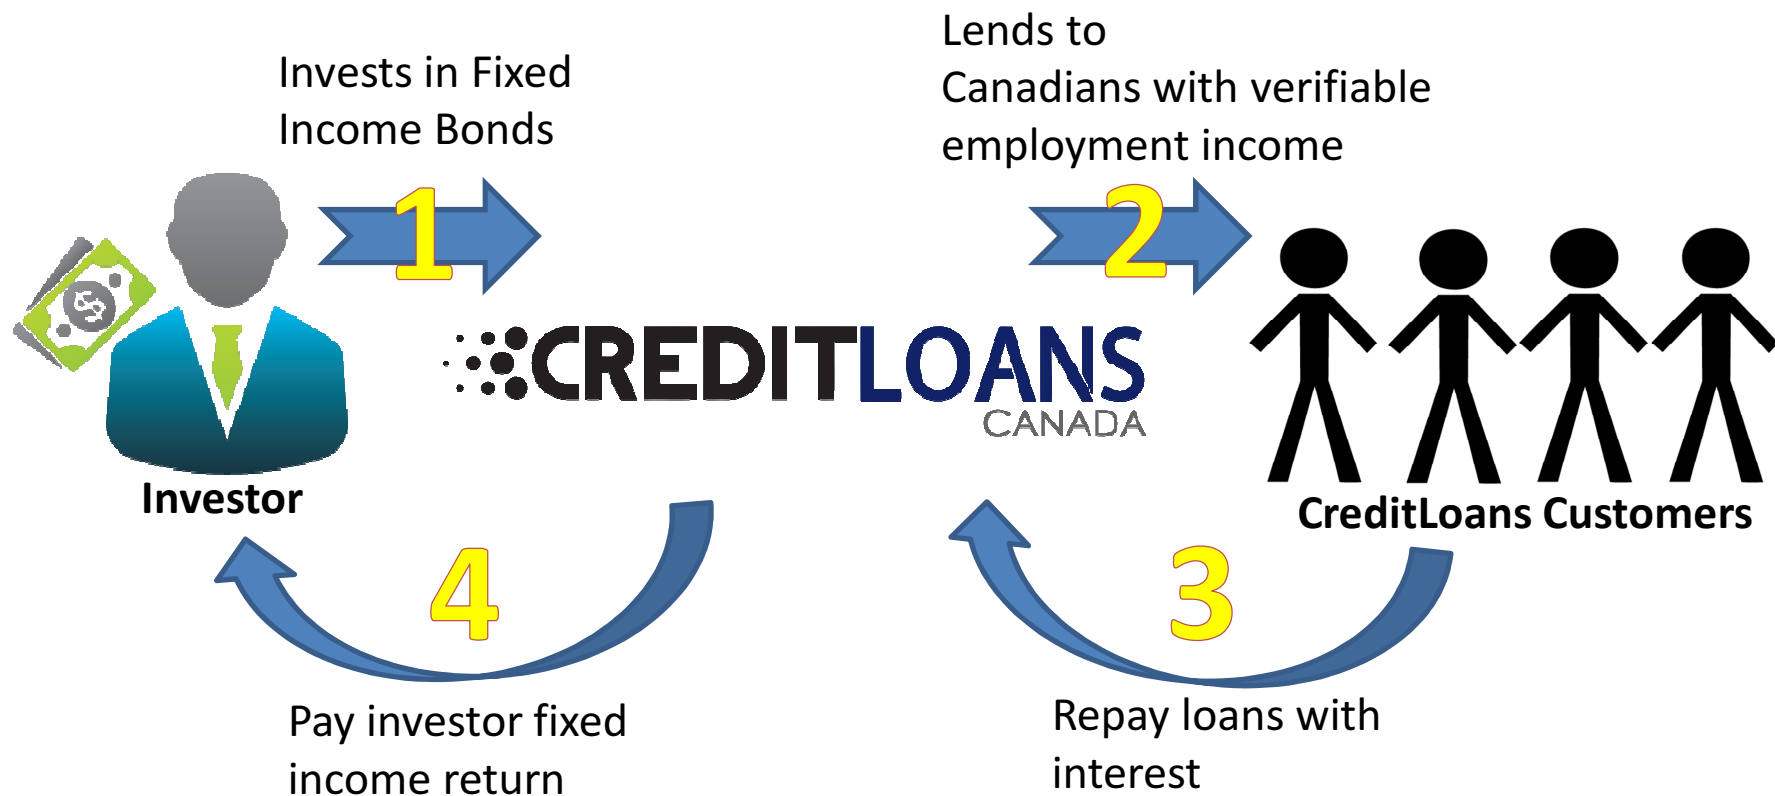 Invests in Fixed
Income Bonds
1
Lends to
Canadians with verifiable
employment income
2
CREDITLOANS
CANADA
Investor
CreditLoans Customers
4
Pay investor fixed
income return
3
Repay loans with
interest